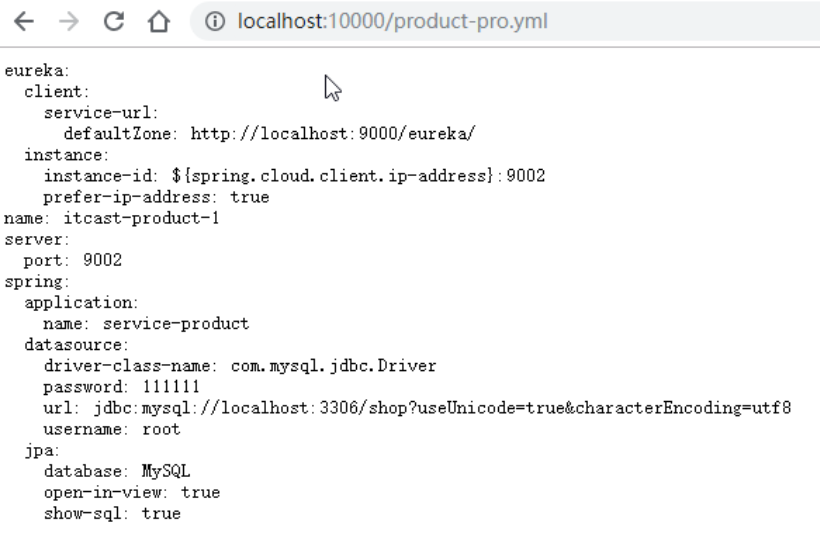 localhost:10000/product-pro.yml
eureka:
  client:
    service-url:
      defaultZone: http://localhost:9000/eureka/
  instance:
    instance-id: ${spring.cloud.client.ip-address}:9002
    prefer-ip-address: true
name: itcast-product-1
server:
  port: 9002
spring:
  application:
    name: service-product
  datasource:
    driver-class-name: com.mysql.jdbc.Driver
    password: 111111
    url: jdbc:mysql://localhost:3306/shop?useUnicode=true&characterEncoding=utf8
    username: root
  jpa:
    database: MySQL
    open-in-view: true
    show-sql: true